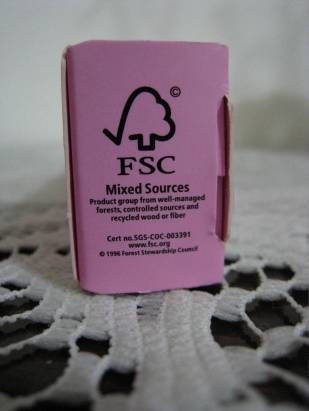 ©
FSC
Mixed Sources
Product group from well-managed
forests, controlled sources and
recycled wood or fiber
Cert no.SGS-COC-003391
www.fsc.org
© 1996 Forest Stewardship Council